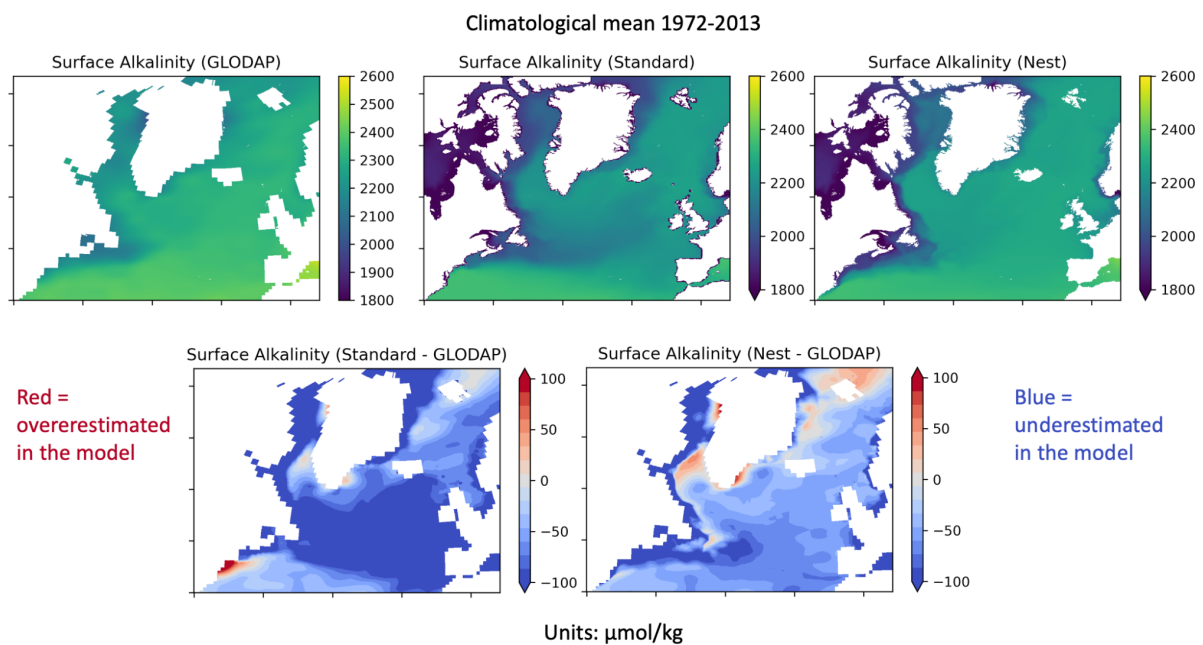 Climatological mean 1972-2013
Surface Alkalinity (GLODAP)
2600
2500
2400
2300
2200
2100
2000
1900
1800
Surface Alkalinity (Standard)
2600
2400
2200
2000
1800
Surface Alkalinity (Nest)
2600
2400
2200
2000
1800
Red =
overerestimated
in the model
Surface Alkalinity (Standard - GLODAP)
100
50
0
−50
−100
Surface Alkalinity (Nest - GLODAP)
100
50
0
−50
−100
Blue =
underestimated
in the model
Units: μmol/kg